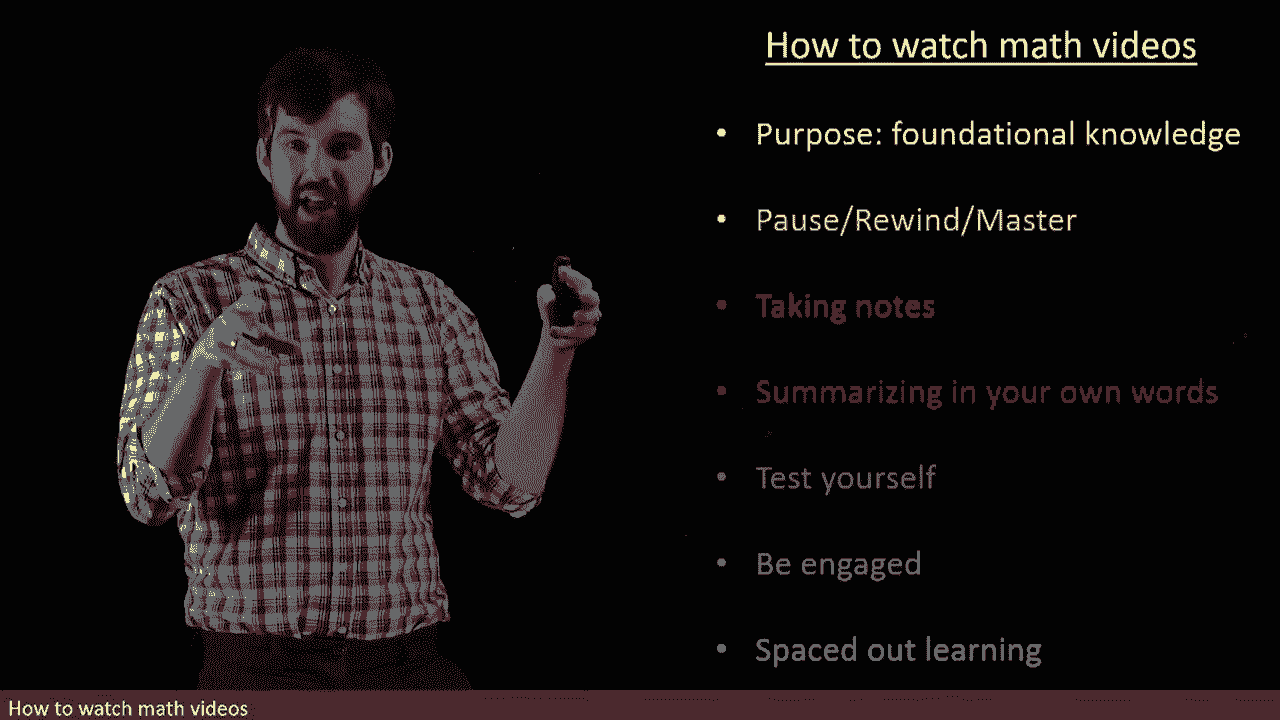 How to watch math videos
• Purpose: foundational knowledge
• Pause/Rewind/Master
• Taking notes
• Summarizing in your own words
• Test yourself
• Be engaged
• Spaced out learning
How to watch math videos